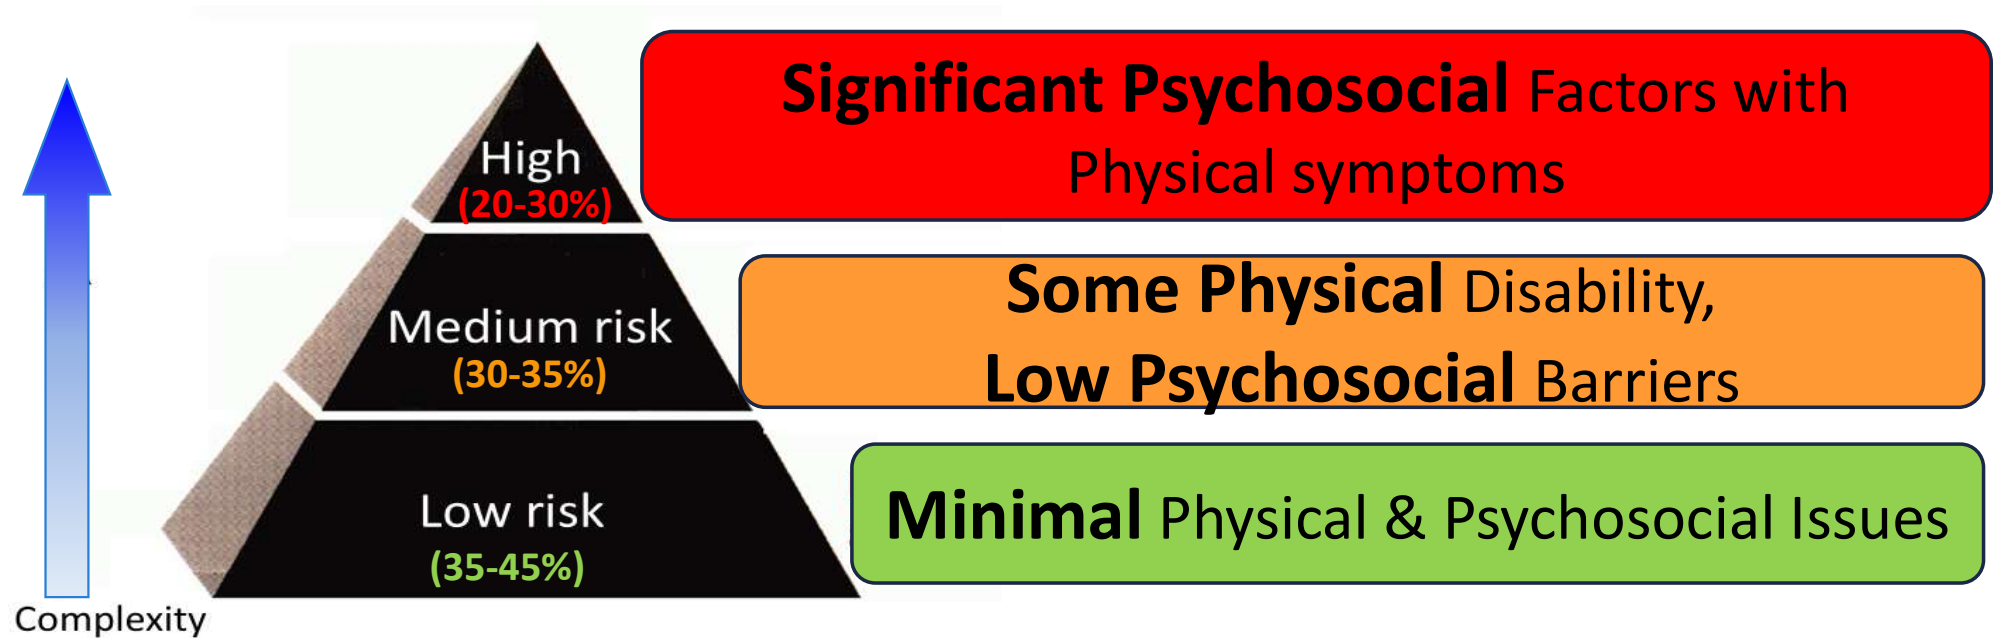 High
(20-30%)
Significant Psychosocial Factors with
Physical symptoms
Medium risk
(30-35%)
Some Physical Disability,
Low Psychosocial Barriers
Low risk
(35-45%)
Minimal Physical & Psychosocial Issues
Complexity